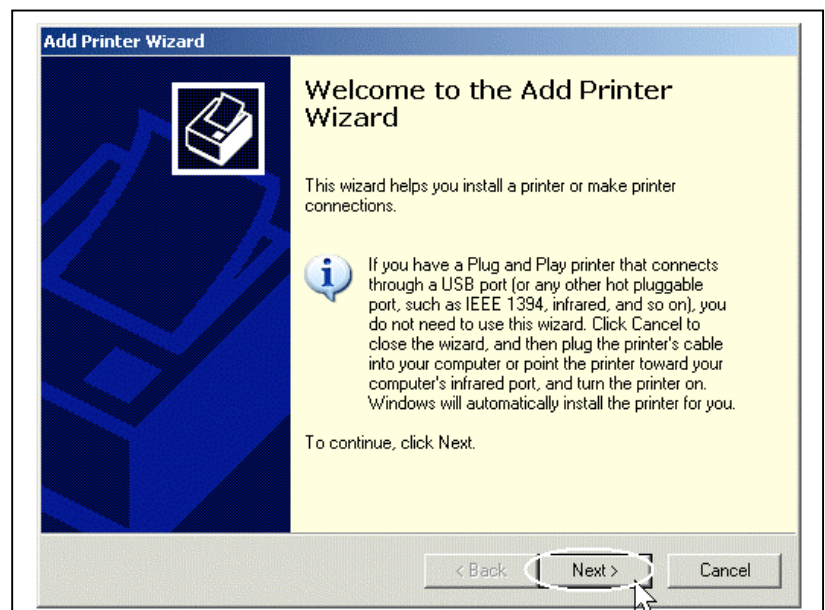 Add Printer Wizard
Welcome to the Add Printer
Wizard
This wizard helps you install a printer or make printer
connections.
If you have a Plug and Play printer that connects
through a USB port (or any other hot pluggable
port, such as IEEE 1394, infrared, and so on), you
do not need to use this wizard. Click Cancel to
close the wizard, and then plug the printer's cable
into your computer or point the printer toward your
computer's infrared port, and turn the printer on.
Windows will automatically install the printer for you.
To continue, click Next.
< Back Next > Cancel